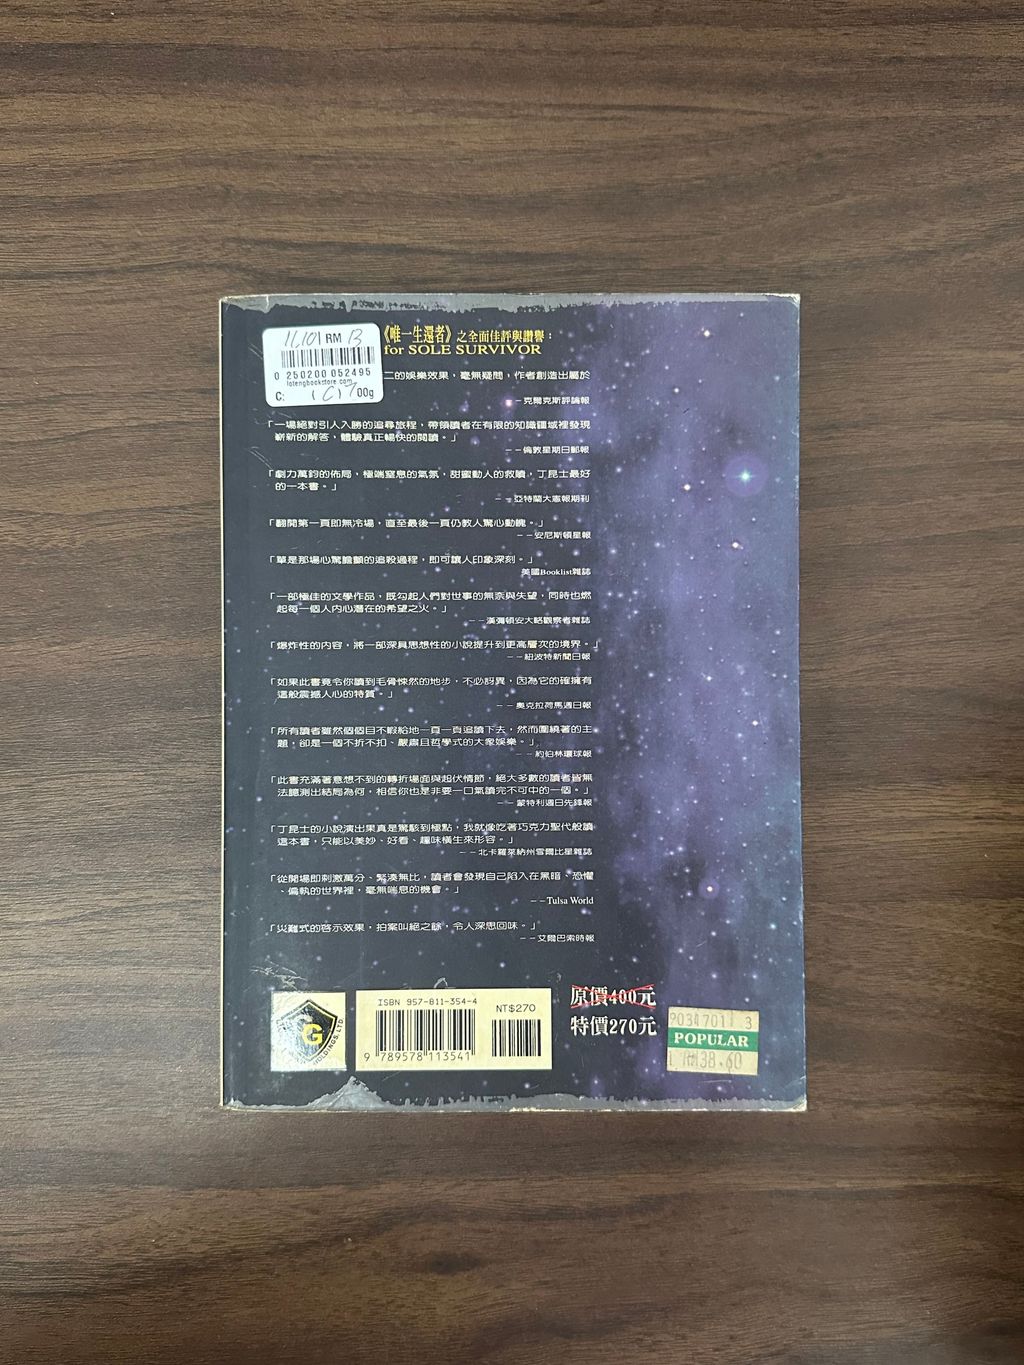 11,101 RM 13
0 250200 052495
lotengbookstore.com
C: 1(C)7 00g
《唯一生還者》之全面佳評與讚譽：
for SOLE SURVIVOR
二的娛樂效果，毫無疑問，作者創造出屬於
－克爾克斯評論報
「一場絕對引人入勝的追尋旅程，帶領讀者在有限的知識疆域裡發現
嶄新的解答，體驗真正暢快的閱讀。」
－－倫敦星期日郵報
「劇力萬鈞的佈局，極端窒息的氣氛，甜蜜動人的救贖，丁昆士最好
的一本書。」
－－亞特蘭大憲報期刊
「翻開第一頁即無冷場，直至最後一頁仍教人驚心動魄。」
－－安尼斯頓星報
「單是那場心驚膽顫的追殺過程，即可讓人印象深刻。」
美國Booklist雜誌
「一部極佳的文學作品，既勾起人們對世事的無奈與失望，同時也燃
起每一個人內心潛在的希望之火。」
－－漢彌頓安大略觀察者雜誌
「爆炸性的內容，將一部深具思想性的小說提升到更高層次的境界。」
－－紐波特新聞日報
「如果此書竟令你讀到毛骨悚然的地步，不必訝異，因為它的確擁有
這般震撼人心的特質。」
－－奧克拉荷馬週日報
「所有讀者雖然個個目不暇給地一頁一頁追讀下去，然而圍繞著的主
題，卻是一個不折不扣、嚴肅且哲學式的大眾娛樂。」
－－約伯林環球報
「此書充滿著意想不到的轉折場面與起伏情節，絕大多數的讀者皆無
法臆測出結局為何，相信你也是非要一口氣讀完不可中的一個。」
－－蒙特利週日先鋒報
「丁昆士的小說演出果真是驚駭到極點，我就像吃著巧克力聖代般讀
這本書，只能以美妙、好看、趣味橫生來形容。」
－－北卡羅萊納州雪爾比星雜誌
「從開場即刺激萬分、緊湊無比，讀者會發現自己陷入在黑暗、恐懼
、偏執的世界裡，毫無喘息的機會。」
－－Tulsa World
「災難式的啓示效果，拍案叫絕之餘，令人深思回味。」
－－艾爾巴索時報
G
HOLDINGS, LTD.
ISBN 957-811-354-4
NT$270
9 789578 113541
原價400元
特價270元
9034701 3
POPULAR
RM38.60